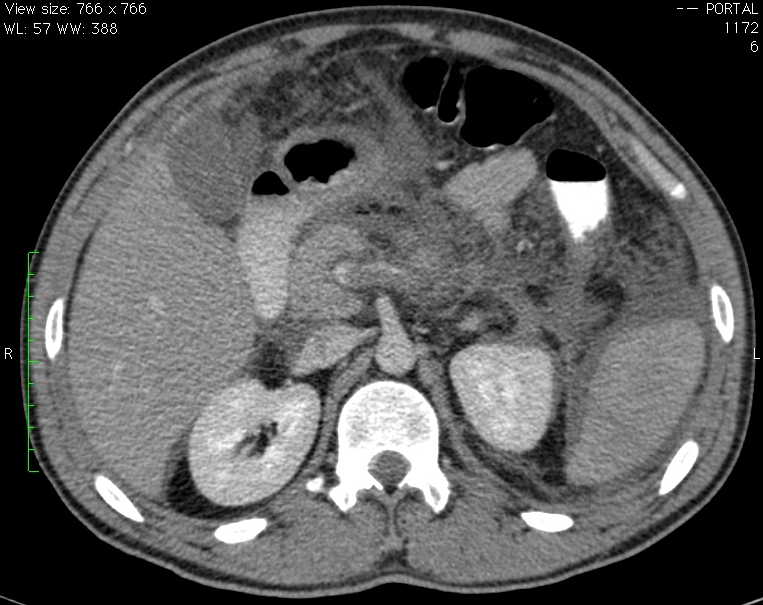 View size: 766 x 766
WL: 57 WW: 388
--- PORTAL
1172
6
R
L